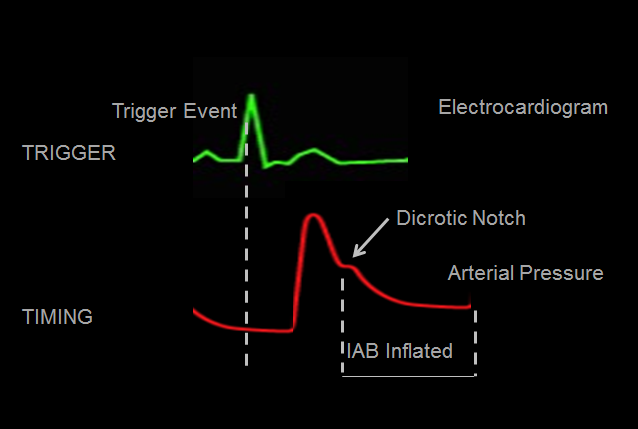 Trigger Event
Electrocardiogram
TRIGGER
Dicrotic Notch
Arterial Pressure
TIMING
IAB Inflated